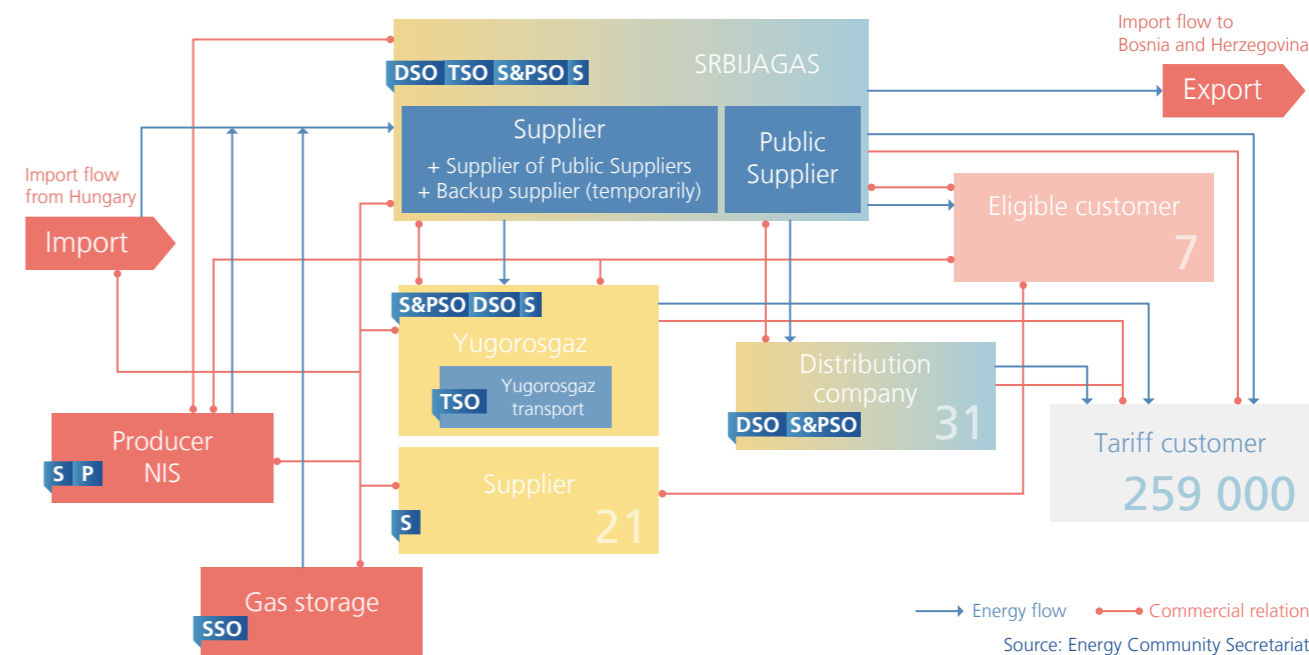 Import flow to
Bosnia and Herzegovina
Export
SRBIJAGAS
DSO TSO S&PSO S
Supplier
+ Supplier of Public Suppliers
+ Backup supplier (temporarily)
Public
Supplier
Import flow
from Hungary
Import
Eligible customer
7
S&PSO DSO S
Yugorosgaz
TSO
Yugorosgaz
transport
Distribution
company
31
DSO S&PSO
Tariff customer
259 000
Producer
NIS
S P
Supplier
21
S
Gas storage
SSO
Energy flow
Commercial relation
Source: Energy Community Secretariat